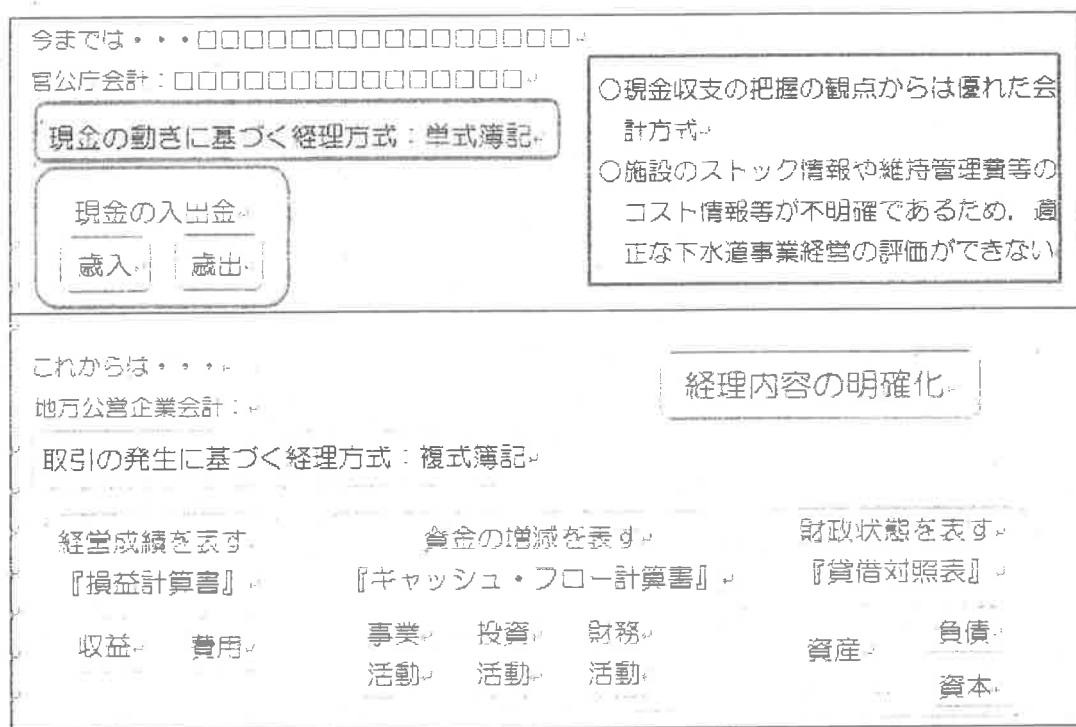 今までは・・・□□□□□□□□□□□□□□□□
官公庁会計：□□□□□□□□□□□□□□□
現金の動きに基づく経理方式：単式簿記
現金の入出金
歳入 歳出
○現金収支の把握の観点からは優れた会
計方式
○施設のストック情報や維持管理費等の
コスト情報等が不明確であるため，適
正な下水道事業経営の評価ができない
これからは・・・
地方公営企業会計：
経理内容の明確化
取引の発生に基づく経理方式：複式簿記
経営成績を表す
『損益計算書』
収益 費用
資金の増減を表す
『キャッシュ・フロー計算書』
事業 投資 財務
活動 活動 活動
財政状態を表す
『貸借対照表』
資産 負債
資本